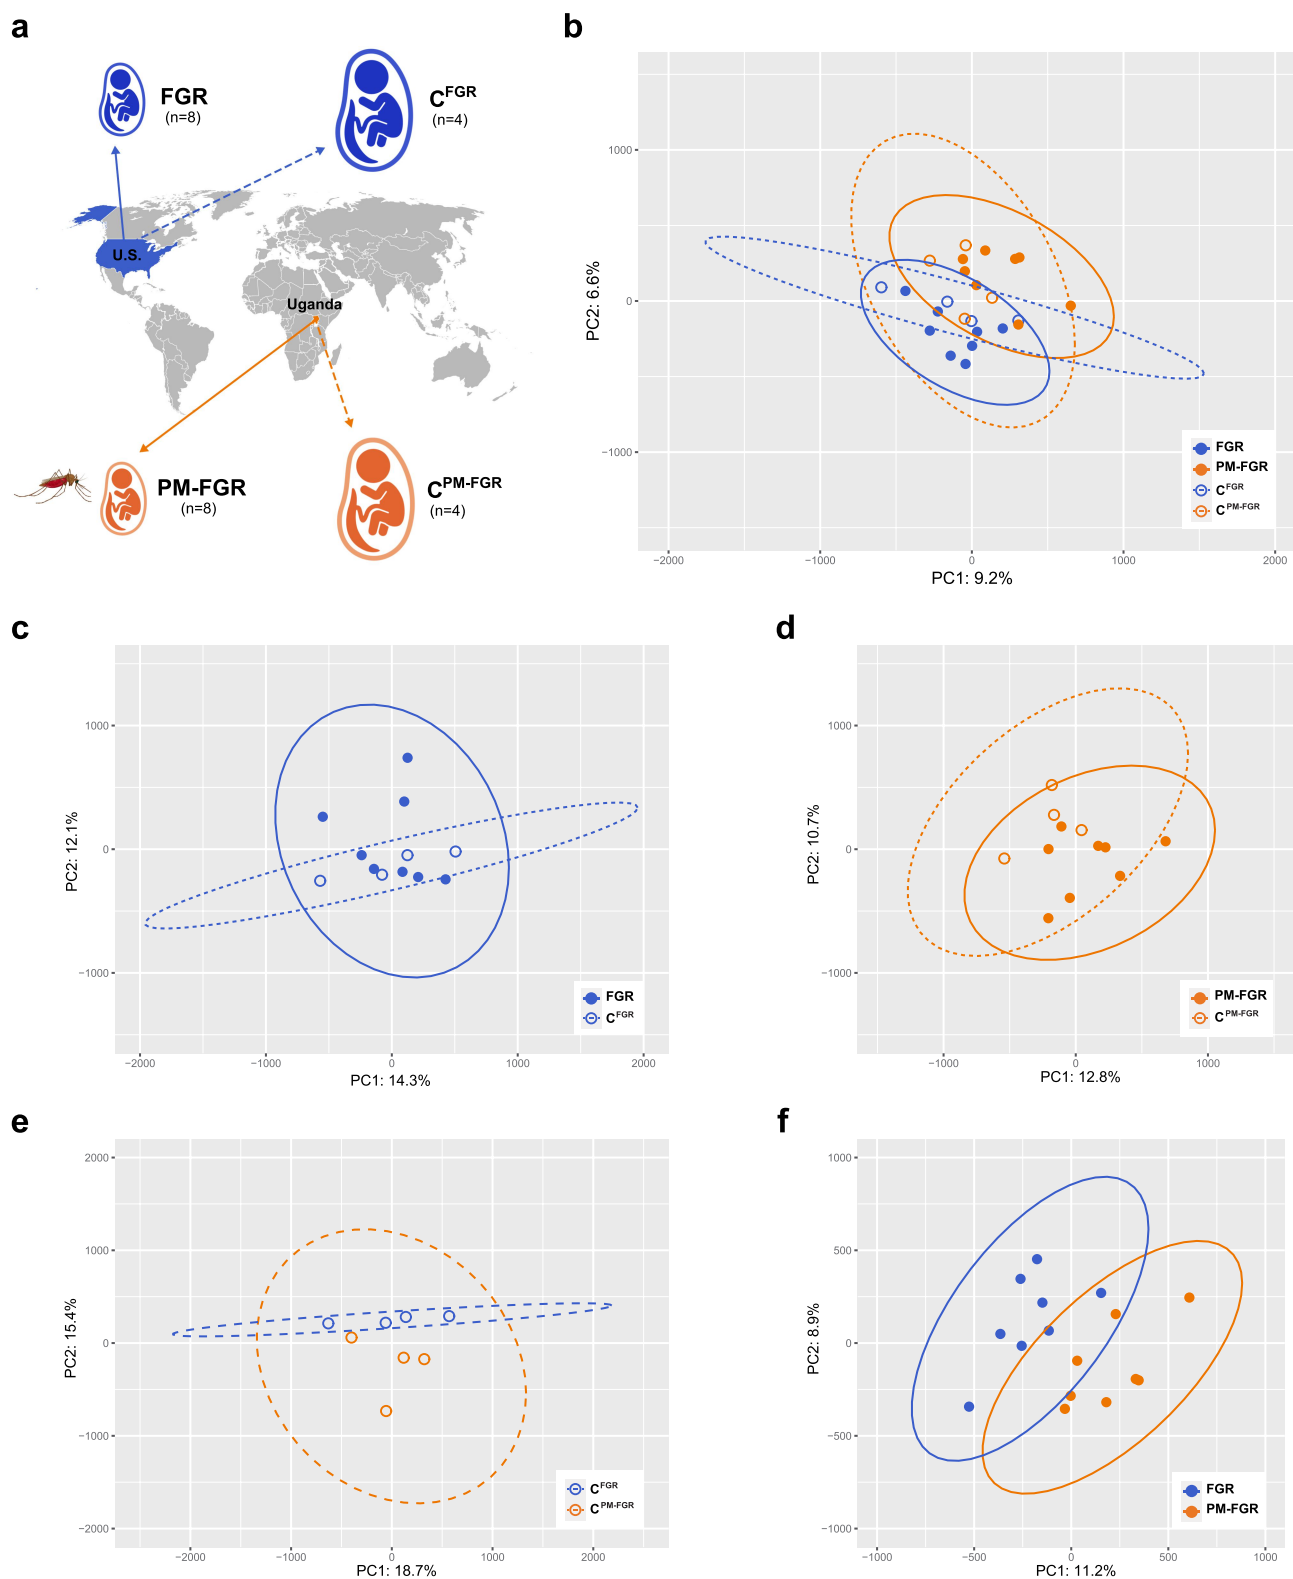 a
FGR
(n=8)
C^FGR
(n=4)
U.S.
Uganda
PM-FGR
(n=8)
C^PM-FGR
(n=4)
b
1000
0
−1000
PC2: 6.6%
−2000 −1000 0 1000 2000
PC1: 9.2%
FGR
PM-FGR
C^FGR
C^PM-FGR
c
1000
0
−1000
PC2: 12.1%
−2000 −1000 0 1000 2000
PC1: 14.3%
FGR
C^FGR
d
1000
0
−1000
PC2: 10.7%
−1000 0 1000
PC1: 12.8%
PM-FGR
C^PM-FGR
e
2000
1000
0
−1000
−2000
PC2: 15.4%
−2000 −1000 0 1000 2000
PC1: 18.7%
C^FGR
C^PM-FGR
f
1000
500
0
−500
−1000
PC2: 8.9%
−1000 −500 0 500 1000
PC1: 11.2%
FGR
PM-FGR